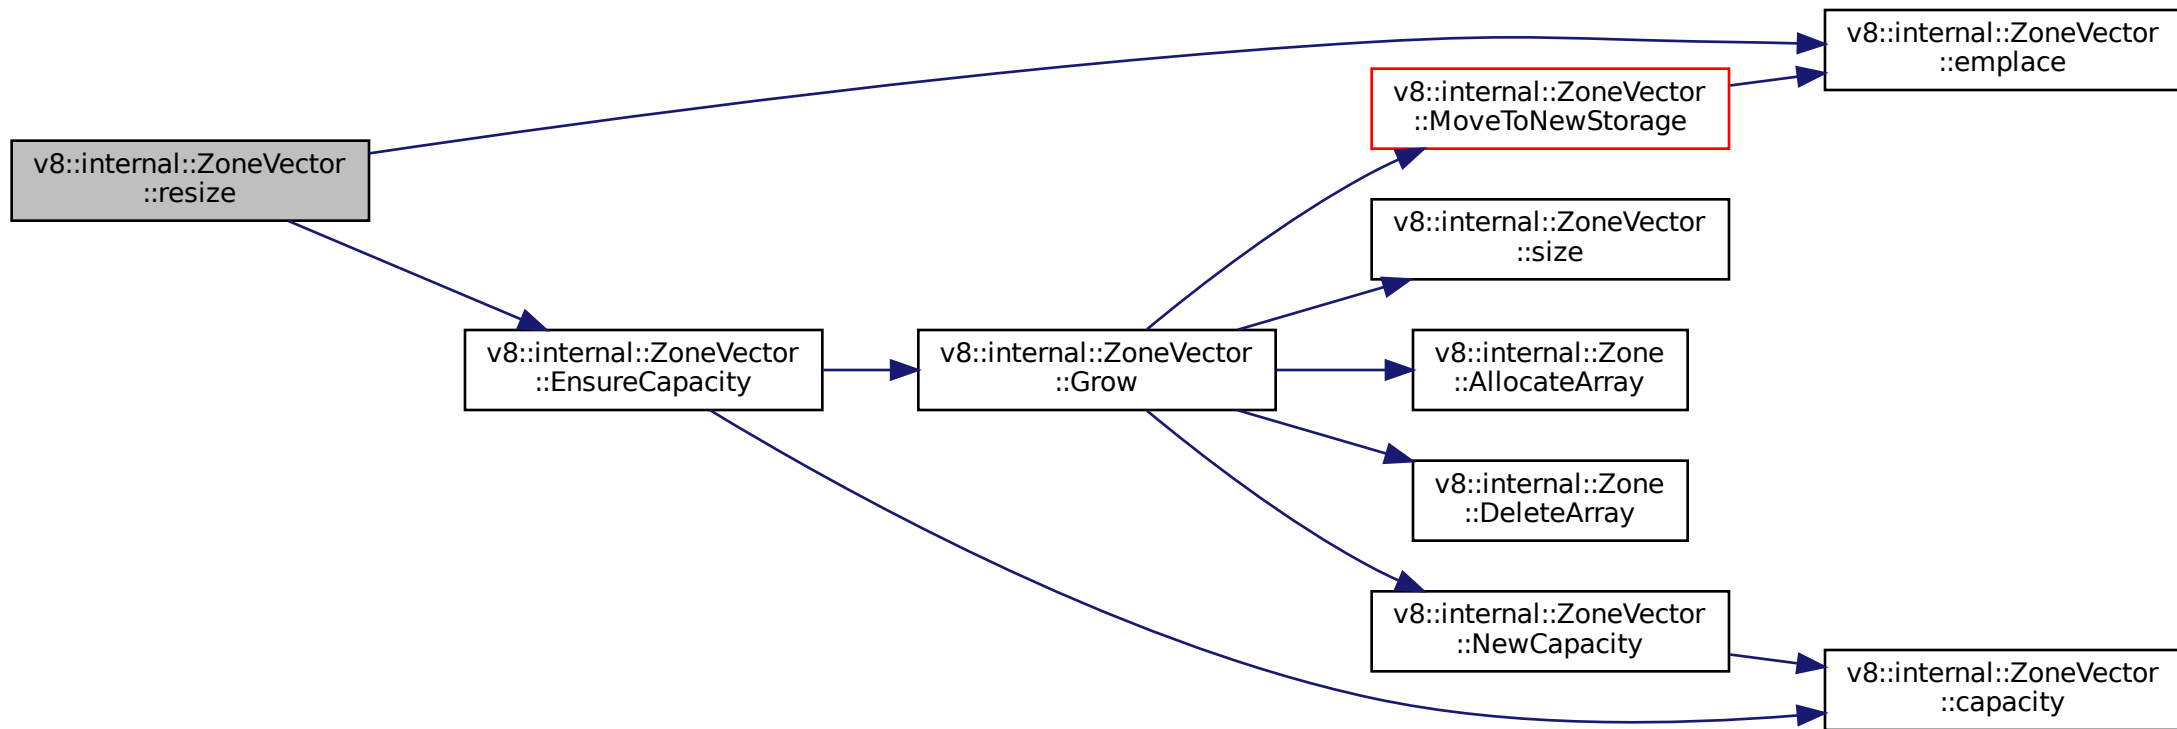 v8::internal::ZoneVector
::resize
v8::internal::ZoneVector
::EnsureCapacity
v8::internal::ZoneVector
::Grow
v8::internal::ZoneVector
::MoveToNewStorage
v8::internal::ZoneVector
::size
v8::internal::Zone
::AllocateArray
v8::internal::Zone
::DeleteArray
v8::internal::ZoneVector
::NewCapacity
v8::internal::ZoneVector
::emplace
v8::internal::ZoneVector
::capacity